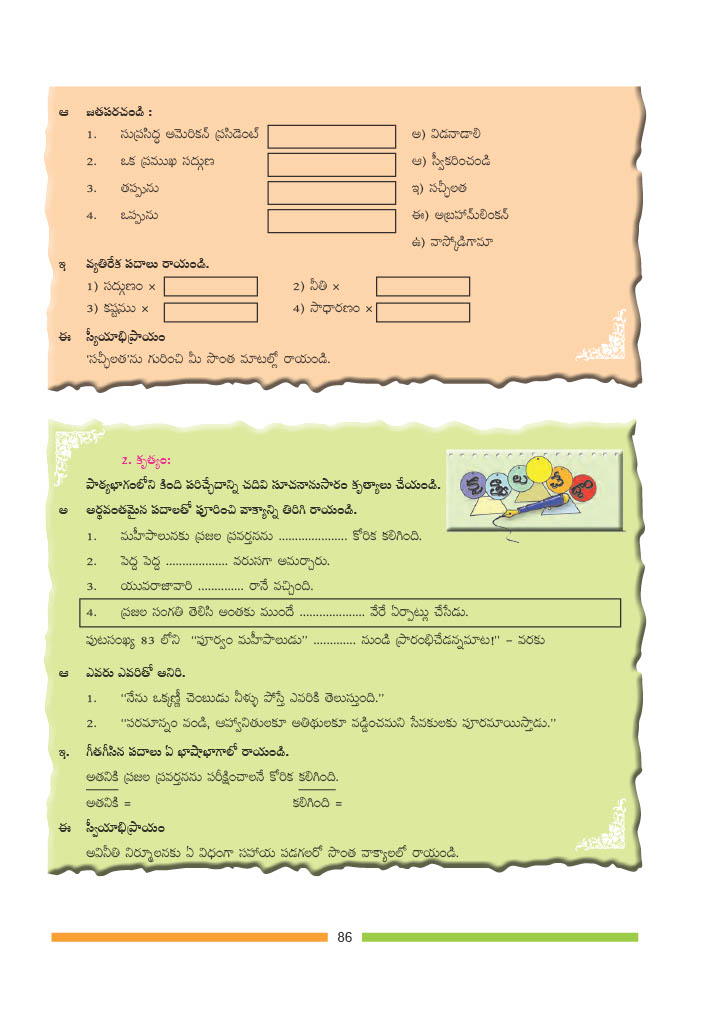 ఆ జతపరచండి :
1. సుప్రసిద్ధ అమెరికన్ ప్రసిడెంట్ అ) విడనాడాలి
2. ఒక ప్రముఖ సద్గుణ ఆ) స్వీకరించండి
3. తప్పును ఇ) సచ్ఛీలత
4. ఒప్పును ఈ) అబ్రహామ్‌లింకన్
ఉ) వాస్కోడిగామా
ఇ వ్యతిరేక పదాలు రాయండి.
1) సద్గుణం × 2) నీతి ×
3) కష్టము × 4) సాధారణం ×
ఈ స్వీయాభిప్రాయం
'సచ్ఛీలత'ను గురించి మీ సొంత మాటల్లో రాయండి.
2. కృత్యం:
పాఠ్యభాగంలోని కింది పరిచ్ఛేదాన్ని చదివి సూచనానుసారం కృత్యాలు చేయండి.
అ అర్థవంతమైన పదాలతో పూరించి వాక్యాన్ని తిరిగి రాయండి.
1. మహీపాలునకు ప్రజల ప్రవర్తనను ..................... కోరిక కలిగింది.
2. పెద్ద పెద్ద ................... వరుసగా అమర్చారు.
3. యువరాజావారి .............. రానే వచ్చింది.
4. ప్రజల సంగతి తెలిసి అంతకు ముందే .................... వేరే ఏర్పాట్లు చేసేడు.
పుటసంఖ్య 83 లోని "పూర్వం మహీపాలుడు" ............. నుండి ప్రారంభిచేడన్నమాట!" – వరకు
ఆ ఎవరు ఎవరితో అనిరి.
1. "నేను ఒక్కణ్ణీ చెంబుడు నీళ్ళు పోస్తే ఎవరికి తెలుస్తుంది."
2. "పరమాన్నం వండి, ఆహ్వానితులకూ అతిథులకూ వడ్డించమని సేవకులకు పురమాయిస్తాడు."
ఇ. గీతగీసిన పదాలు ఏ భాషాభాగాలో రాయండి.
అతనికి ప్రజల ప్రవర్తనను పరీక్షించాలనే కోరిక కలిగింది.
అతనికి = కలిగింది =
ఈ స్వీయాభిప్రాయం
అవినీతి నిర్మూలనకు ఏ విధంగా సహాయ పడగలరో సొంత వాక్యాలలో రాయండి.
86